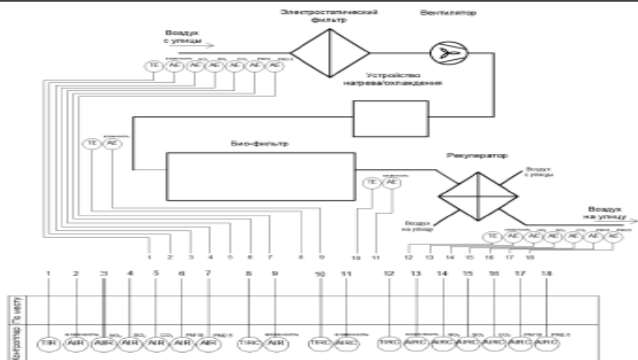 Электростатический
фильтр
Вентилятор
Воздух
с улицы
TE AE AE AE AE AE AE
Устройство
нагрева/охлаждения
TE AE
Био-фильтр
Рекуператор
TE AE
Воздух
с улицы
Воздух
на улицу
Воздух
на улицу
TE AE AE AE AE AE AE
1 2 3 4 5 6 7 8 9 10 11 12 13 14 15 16 17 18
1 2 3 4 5 6 7 8 9 10 11 12 13 14 15 16 17 18
По месту
Контроллер
TIR AIR AIR AIR AIR AIR AIR TIR AIR TIRC AIRC TIRC AIRC AIRC AIRC AIRC AIRC AIRC